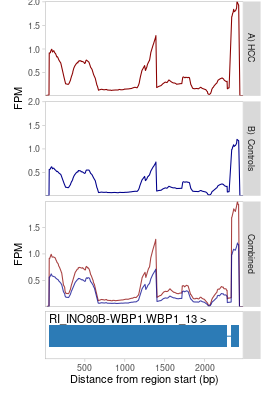 2.0
1.5
1.0
0.5
FPM
A) HCC
2.0
1.5
1.0
0.5
FPM
B) Controls
1.5
1.0
0.5
FPM
Combined
RI_INO80B-WBP1.WBP1_13 >
500 1000 1500 2000
Distance from region start (bp)